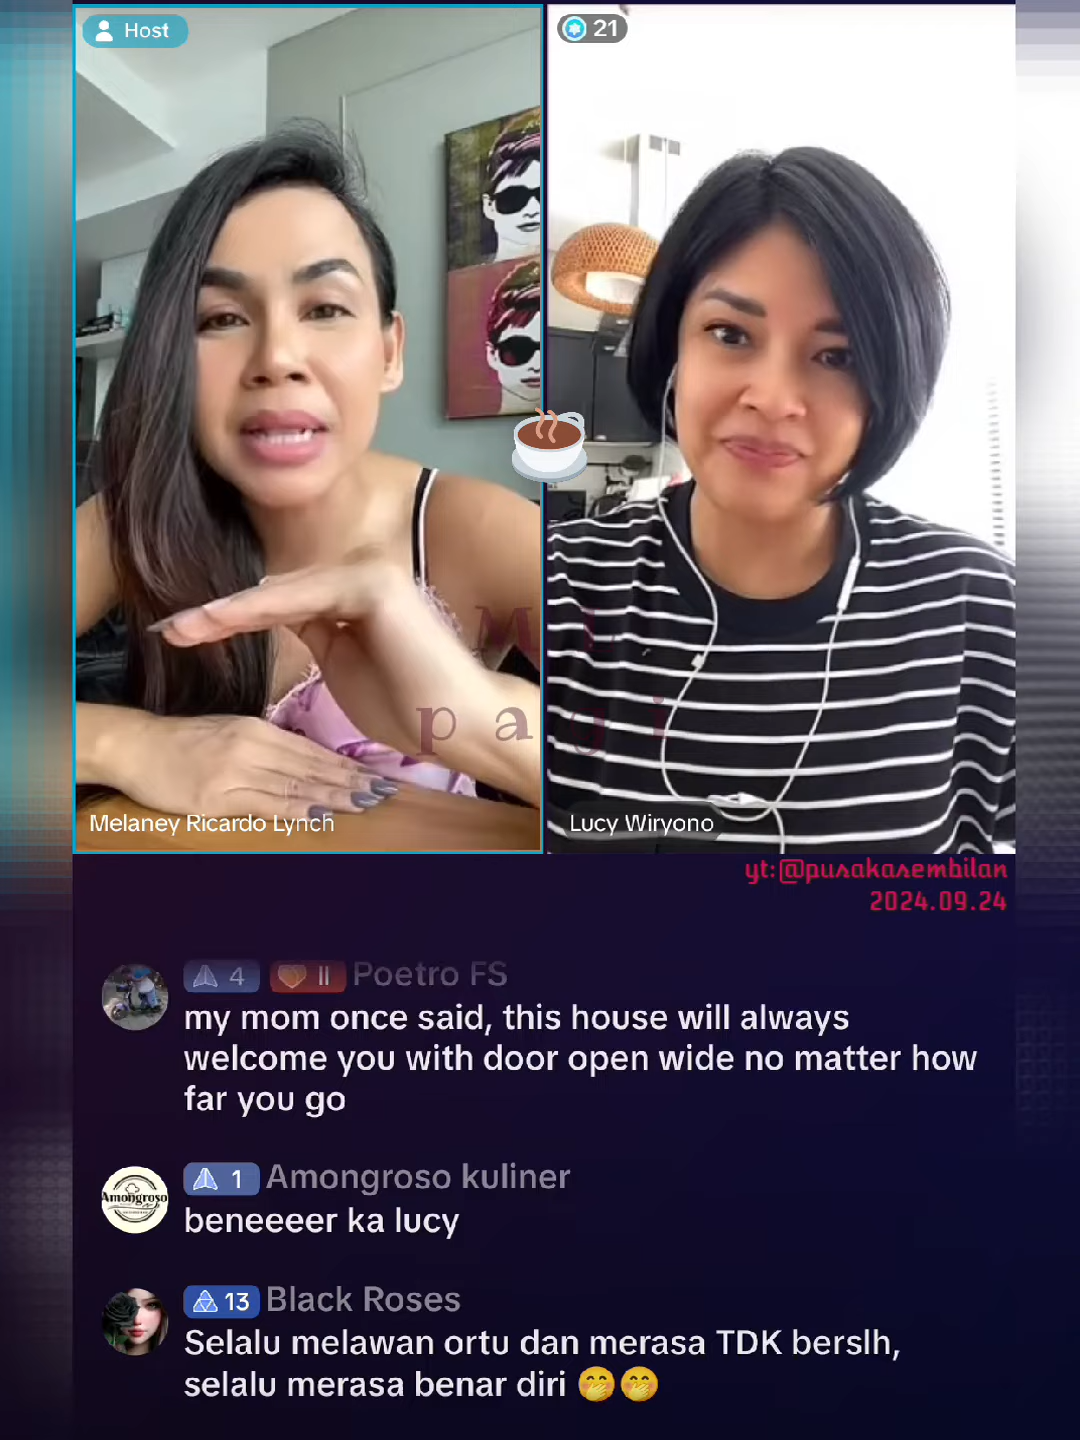 Host
21
M L
p a g i
Melaney Ricardo Lynch
Lucy Wiryono
yt:@pusakasembilan
2024.09.24
4 II Poetro FS
my mom once said, this house will always
welcome you with door open wide no matter how
far you go
Amongroso
1 Amongroso kuliner
beneeeer ka lucy
13 Black Roses
Selalu melawan ortu dan merasa TDK berslh,
selalu merasa benar diri 🤭🤭